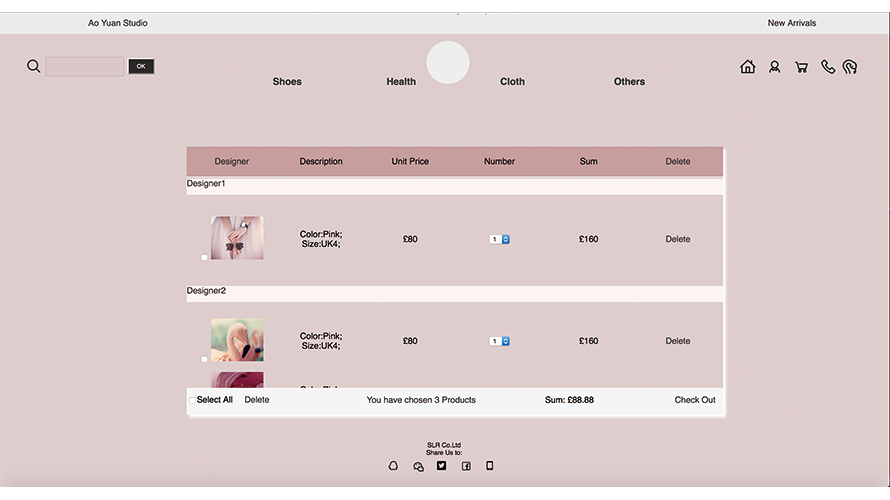 Ao Yuan Studio New Arrivals
OK
Shoes Health Cloth Others
Designer Description Unit Price Number Sum Delete
Designer1
Color:Pink;
Size:UK4;
£80 1 £160 Delete
Designer2
Color:Pink;
Size:UK4;
£80 1 £160 Delete
Select All Delete You have chosen 3 Products Sum: £88.88 Check Out
SLR Co.Ltd
Share Us to: